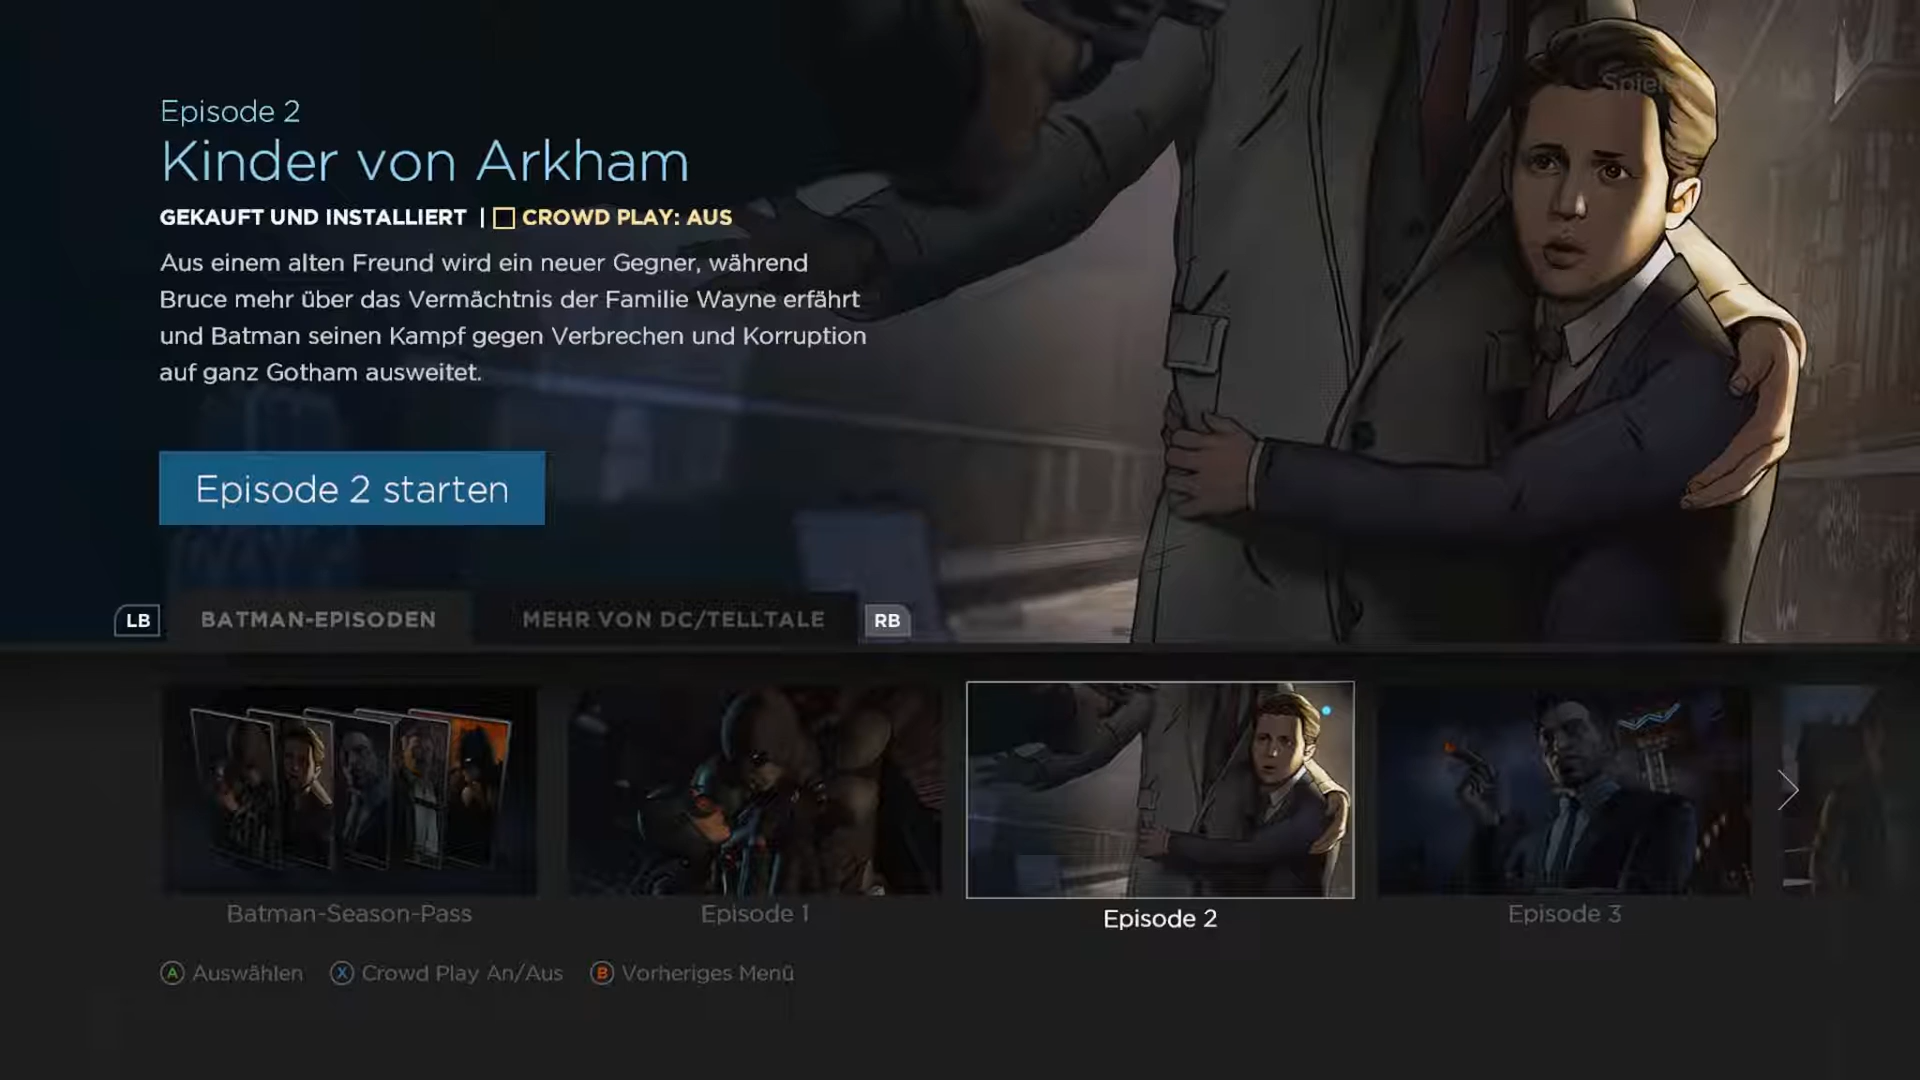 Spiel
Episode 2
Kinder von Arkham
GEKAUFT UND INSTALLIERT | CROWD PLAY: AUS
Aus einem alten Freund wird ein neuer Gegner, während
Bruce mehr über das Vermächtnis der Familie Wayne erfährt
und Batman seinen Kampf gegen Verbrechen und Korruption
auf ganz Gotham ausweitet.
Episode 2 starten
LB BATMAN-EPISODEN MEHR VON DC/TELLTALE RB
Batman-Season-Pass Episode 1 Episode 2 Episode 3
A Auswählen X Crowd Play An/Aus B Vorheriges Menü